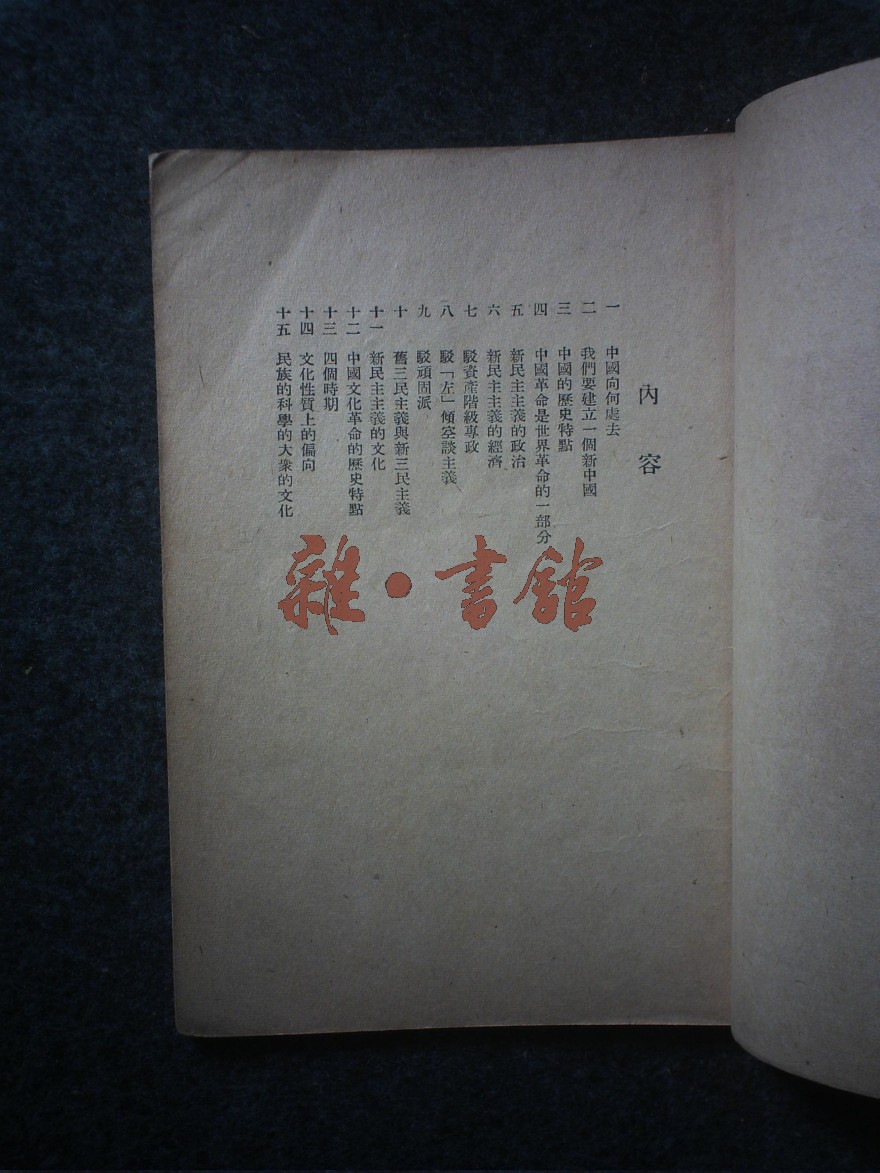 內容
一 中國向何處去
二 我們要建立一個新中國
三 中國的歷史特點
四 中國革命是世界革命的一部分
五 新民主主義的政治
六 新民主主義的經濟
七 駁資產階級專政
八 駁「左」傾空談主義
九 駁頑固派
十 舊三民主義與新三民主義
十一 新民主主義的文化
十二 中國文化革命的歷史特點
十三 四個時期
十四 文化性質上的偏向
十五 民族的科學的大衆的文化
雜·書館